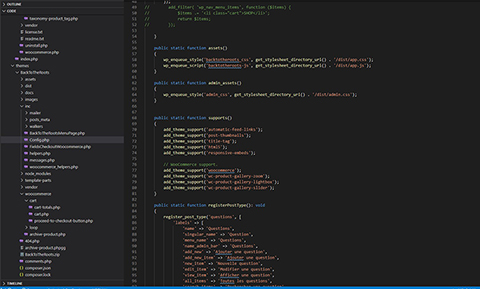 taxonomy-product_tag.php
vendor
license.txt
readme.txt
uninstall.php
woocommerce.php
index.php
themes
BackToTheRoots
assets
dist
docs
images
inc
mailer
posts_meta
walkers
BackToTheRootsMenuPage.php
Config.php
FieldsCheckoutWoocommerce.php
helpers.php
messages.php
woocommerce_helpers.php
node_modules
template-parts
vendor
woocommerce
cart
cart-totals.php
cart.php
proceed-to-checkout-button.php
loop
archive-product.php
404.php
archive-product.phpgg
BackToTheRoots.zip
comments.php
composer.json
composer.lock
OUTLINE
TIMELINE
// add_filter( 'wp_nav_menu_items', function ($items) {
// $items .= '<li class="cart">SHOP</li>';
// return $items;
// });
}
public static function assets()
{
wp_enqueue_style('backtotheroots_css', get_stylesheet_directory_uri() . '/dist/app.css');
wp_enqueue_script('backtotheroots-js', get_stylesheet_directory_uri() . '/dist/app.js');
}
public static function admin_assets()
{
wp_enqueue_style('admin_css', get_stylesheet_directory_uri() . '/dist/admin.css');
}
public static function supports()
{
add_theme_support('automatic-feed-links');
add_theme_support('post-thumbnails');
add_theme_support('title-tag');
add_theme_support('html5');
add_theme_support('responsive-embeds');
// WooCommerce support.
add_theme_support('woocommerce');
add_theme_support('wc-product-gallery-zoom');
add_theme_support('wc-product-gallery-lightbox');
add_theme_support('wc-product-gallery-slider');
}
public static function registerPostType(): void
{
register_post_type('questions', [
'labels' => [
'name' => 'Questions',
'singular_name' => 'Question',
'menu_name' => 'Questions',
'name_admin_bar' => 'Questions',
'add_new' => 'Ajouter une question',
'add_new_item' => 'Ajouter une question',
'new_item' => 'Nouvelle question',
'edit_item' => 'Modifier une question',
'view_item' => 'Afficher une question',
'all_items' => 'Toutes les questions',